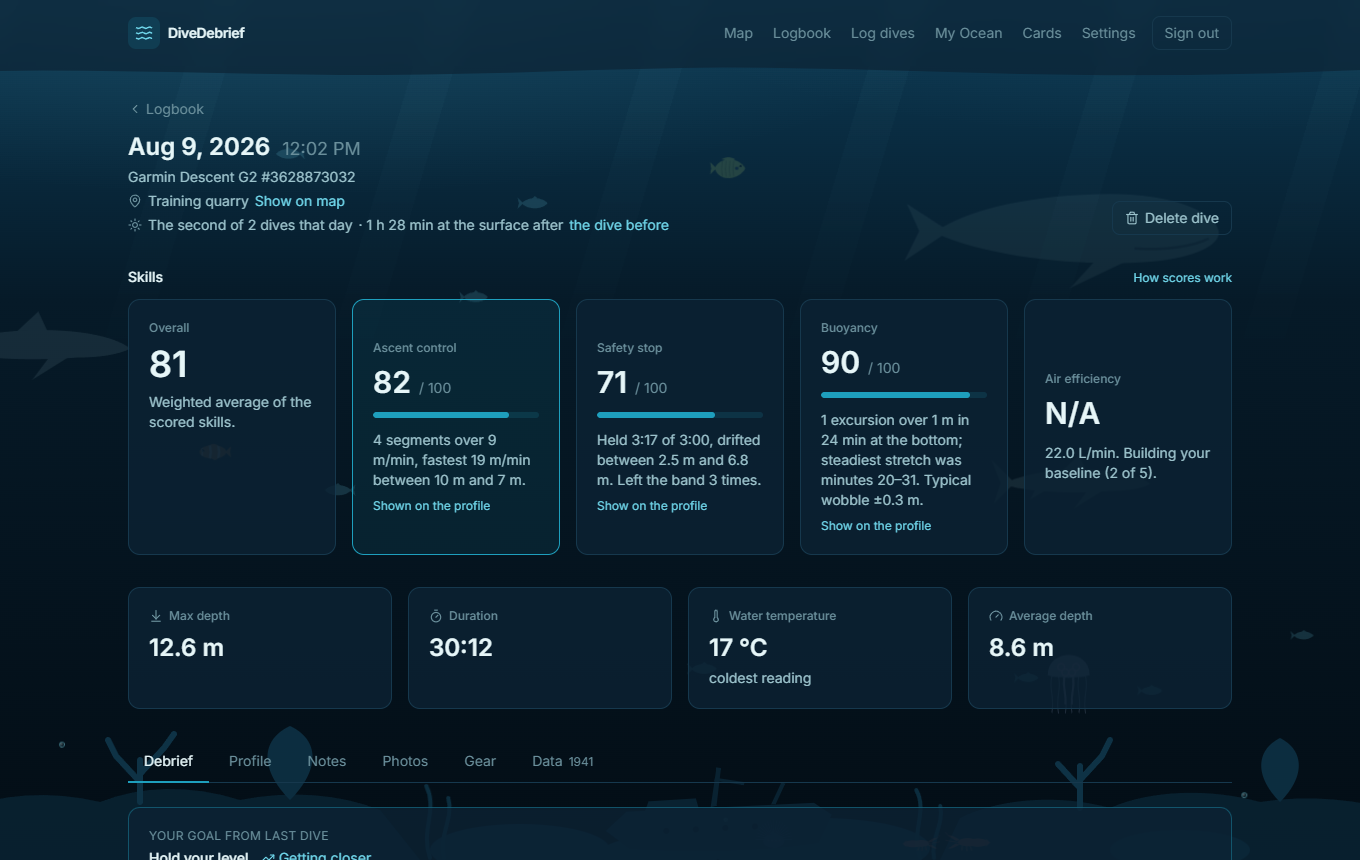 DiveDebrief
Map Logbook Log dives My Ocean Cards Settings Sign out
Logbook
Aug 9, 2026 12:02 PM
Garmin Descent G2 #3628873032
Training quarry Show on map
The second of 2 dives that day · 1 h 28 min at the surface after the dive before
Delete dive
Skills
How scores work
Overall
81
Weighted average of the
scored skills.
Ascent control
82 / 100
4 segments over 9
m/min, fastest 19 m/min
between 10 m and 7 m.
Shown on the profile
Safety stop
71 / 100
Held 3:17 of 3:00, drifted
between 2.5 m and 6.8
m. Left the band 3 times.
Show on the profile
Buoyancy
90 / 100
1 excursion over 1 m in
24 min at the bottom;
steadiest stretch was
minutes 20–31. Typical
wobble ±0.3 m.
Show on the profile
Air efficiency
N/A
22.0 L/min. Building your
baseline (2 of 5).
Max depth
12.6 m
Duration
30:12
Water temperature
17 °C
coldest reading
Average depth
8.6 m
Debrief Profile Notes Photos Gear Data 1941
YOUR GOAL FROM LAST DIVE
Hold your level Getting closer